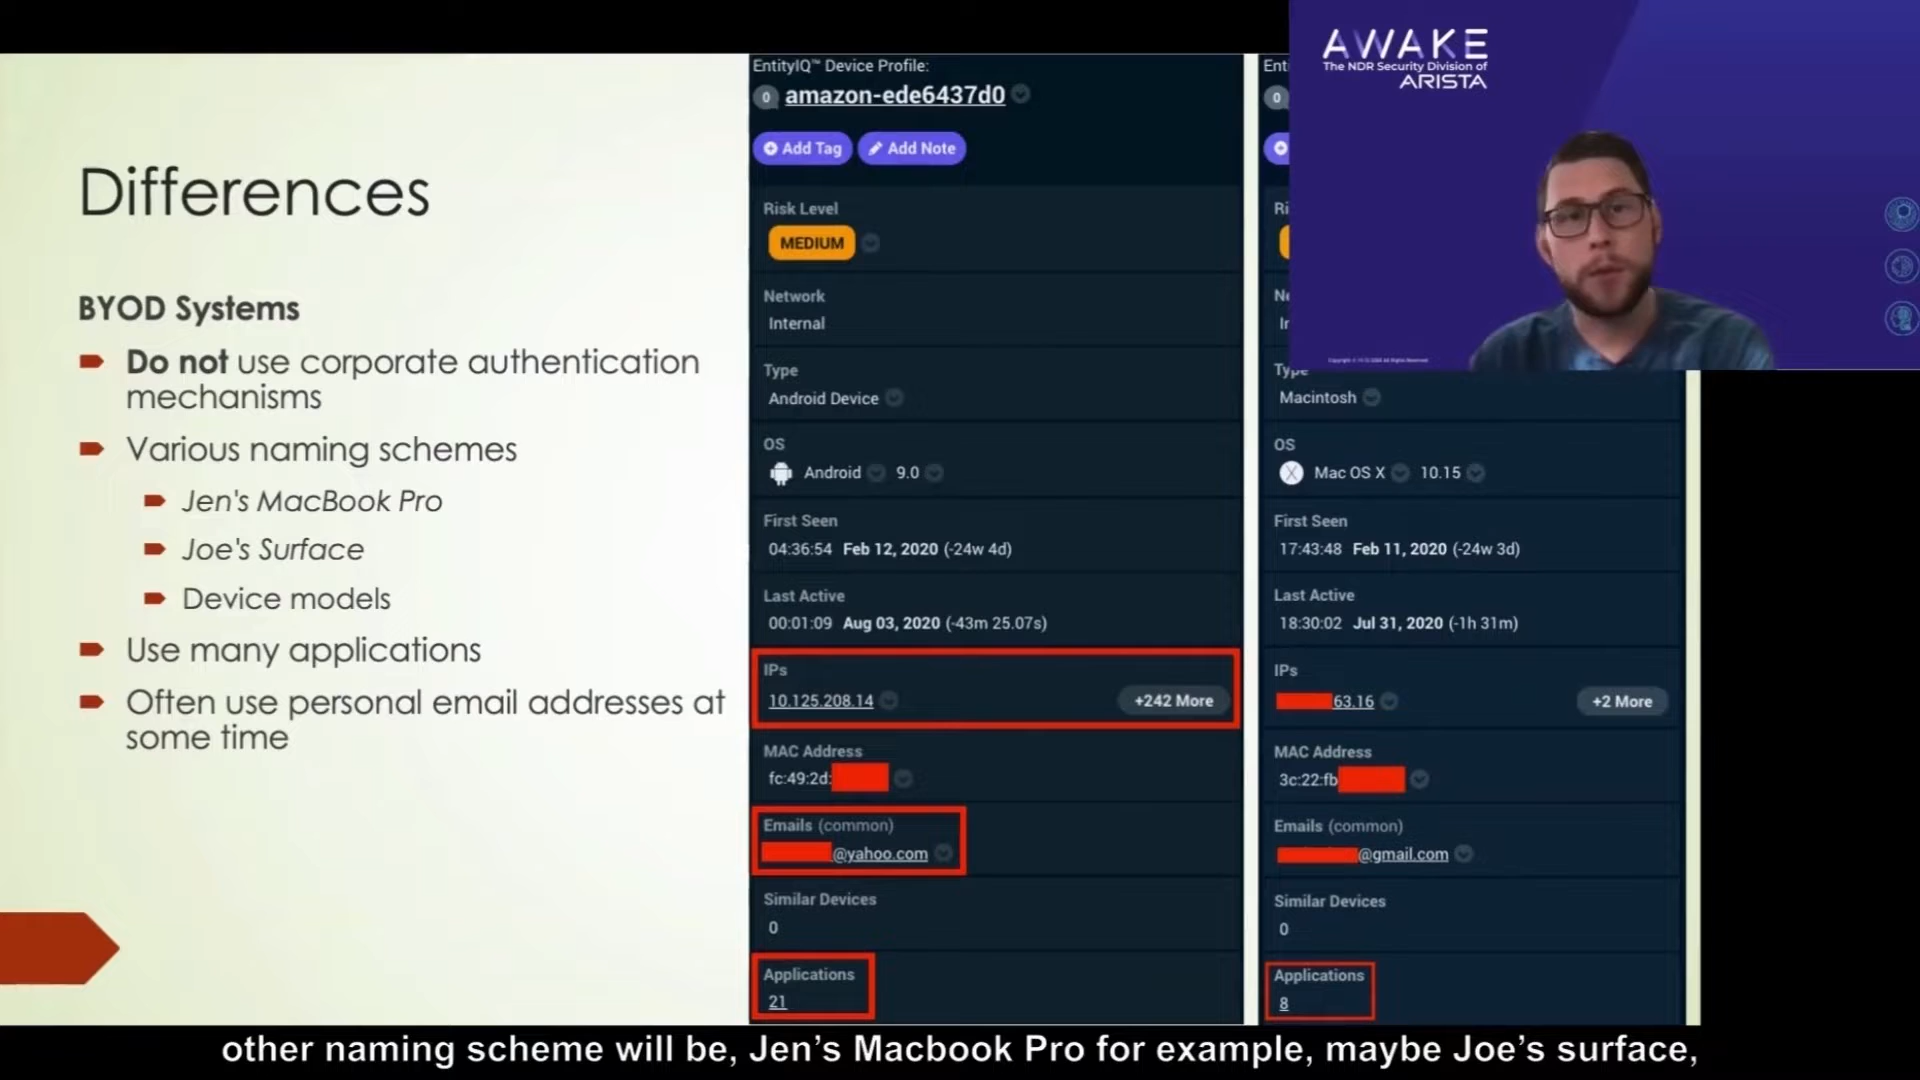 Differences
BYOD Systems
Do not use corporate authentication
mechanisms
Various naming schemes
Jen's MacBook Pro
Joe's Surface
Device models
Use many applications
Often use personal email addresses at
some time
EntityIQ™ Device Profile:
0 amazon-ede6437d0
Add Tag Add Note
Risk Level
MEDIUM
Network
Internal
Type
Android Device
OS
Android 9.0
First Seen
04:36:54 Feb 12, 2020 (-24w 4d)
Last Active
00:01:09 Aug 03, 2020 (-43m 25.07s)
IPs
10.125.208.14 +242 More
MAC Address
fc:49:2d:
Emails (common)
@yahoo.com
Similar Devices
0
Applications
21
Enti
0
Ri
Ne
In
Type
Macintosh
OS
Mac OS X 10.15
First Seen
17:43:48 Feb 11, 2020 (-24w 3d)
Last Active
18:30:02 Jul 31, 2020 (-1h 31m)
IPs
63.16 +2 More
MAC Address
3c:22:fb
Emails (common)
@gmail.com
Similar Devices
0
Applications
8
AWAKE
The NDR Security Division of
ARISTA
other naming scheme will be, Jen’s Macbook Pro for example, maybe Joe’s surface,